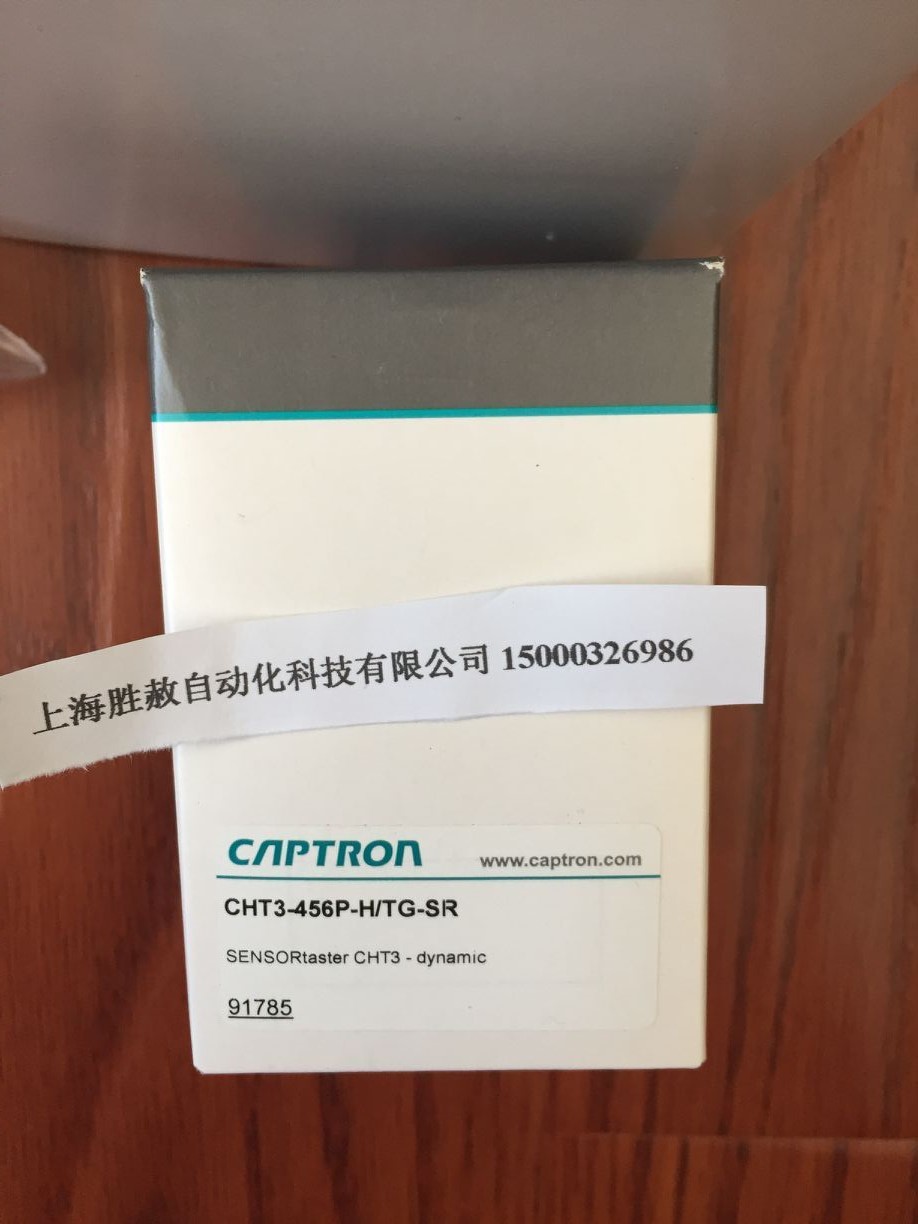 上海胜赦自动化科技有限公司 15000326986
CAPTRON www.captron.com
CHT3-456P-H/TG-SR
SENSORtaster CHT3 - dynamic
91785